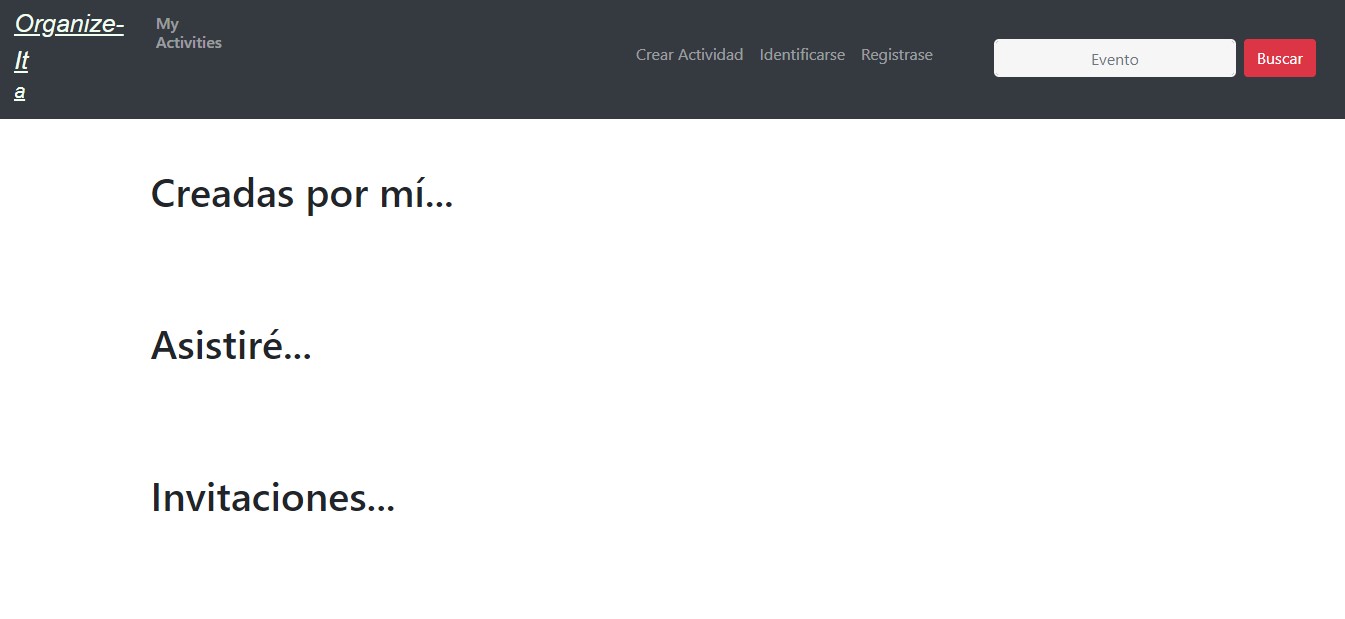 Organize-
It
a
My
Activities
Crear Actividad Identificarse Registrase
Evento
Buscar
Creadas por mí...
Asistiré...
Invitaciones...